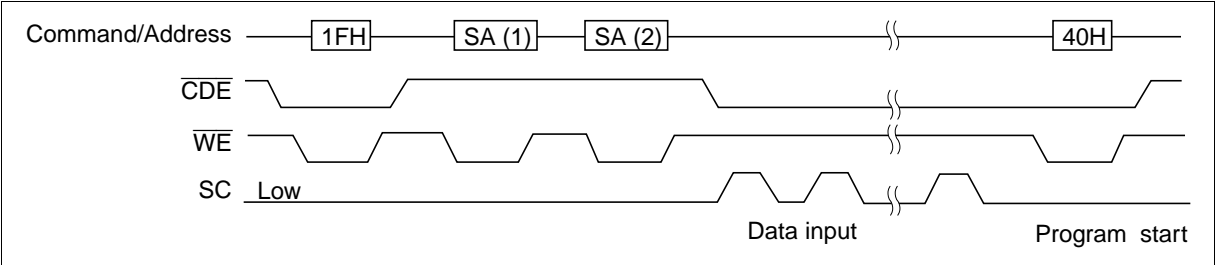 Command/Address 1FH SA (1) SA (2) 40H
CDE
WE
SC Low
Data input Program start